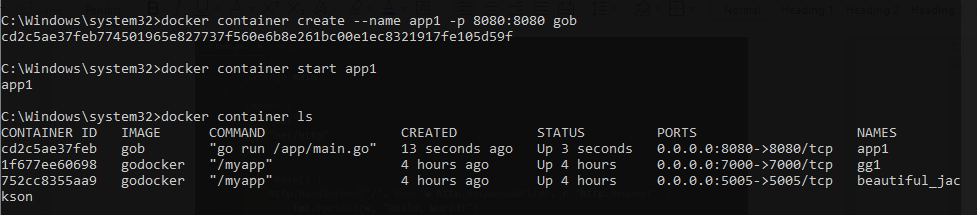 C:\Windows\system32>docker container create --name app1 -p 8080:8080 gob
cd2c5ae37feb774501965e827737f560e6b8e261bc00e1ec8321917fe105d59f
C:\Windows\system32>docker container start app1
app1
C:\Windows\system32>docker container ls
CONTAINER ID   IMAGE      COMMAND                  CREATED          STATUS         PORTS                    NAMES
cd2c5ae37feb   gob        "go run /app/main.go"   13 seconds ago   Up 3 seconds   0.0.0.0:8080->8080/tcp   app1
1f677ee60698   godocker   "/myapp"                 4 hours ago      Up 4 hours     0.0.0.0:7000->7000/tcp   gg1
752cc8355aa9   godocker   "/myapp"                 4 hours ago      Up 4 hours     0.0.0.0:5005->5005/tcp   beautiful_jac
kson